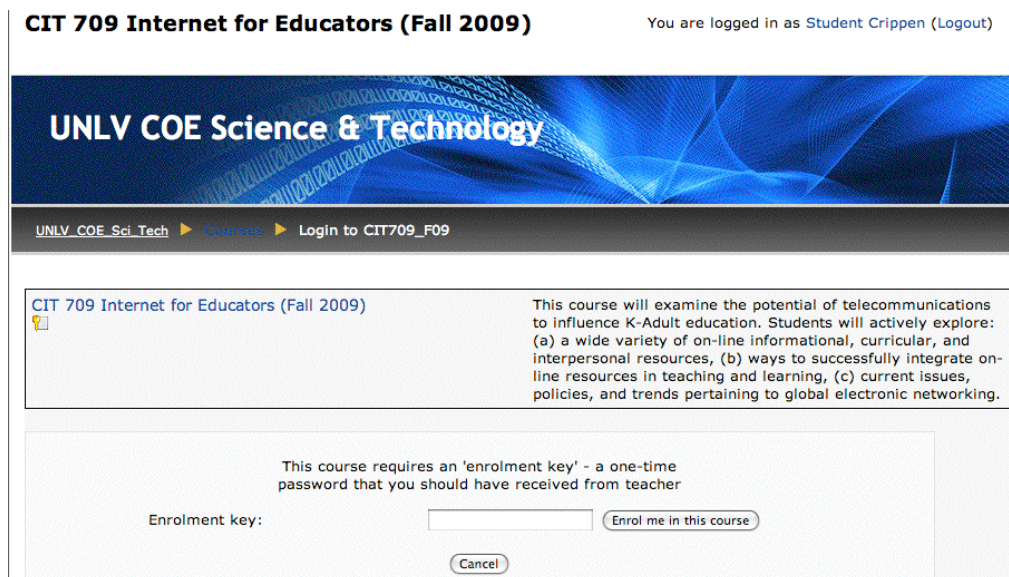 CIT 709 Internet for Educators (Fall 2009)
You are logged in as Student Crippen (Logout)
UNLV COE Science & Technology
UNLV_COE_Sci_Tech Courses Login to CIT709_F09
CIT 709 Internet for Educators (Fall 2009)
This course will examine the potential of telecommunications
to influence K-Adult education. Students will actively explore:
(a) a wide variety of on-line informational, curricular, and
interpersonal resources, (b) ways to successfully integrate on-
line resources in teaching and learning, (c) current issues,
policies, and trends pertaining to global electronic networking.
This course requires an 'enrolment key' - a one-time
password that you should have received from teacher
Enrolment key:
Enrol me in this course
Cancel